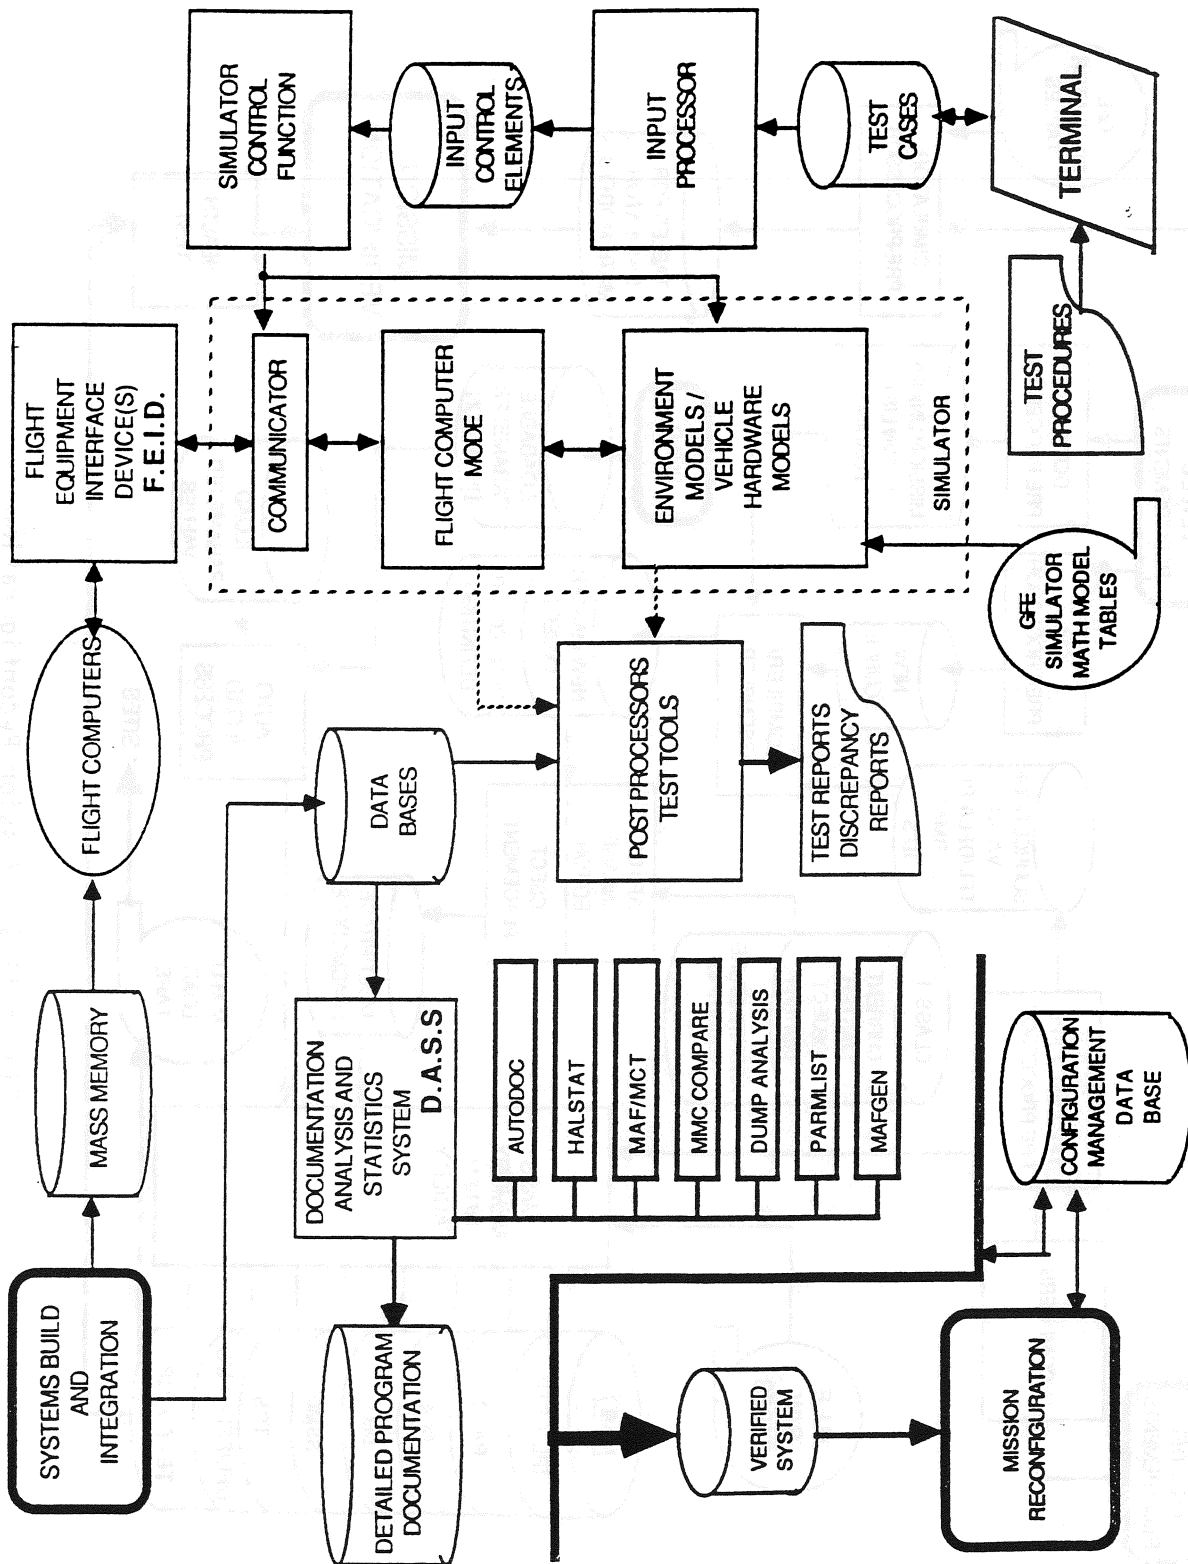 SYSTEMS BUILD
AND
INTEGRATION
MASS MEMORY
FLIGHT COMPUTERS
FLIGHT
EQUIPMENT
INTERFACE
DEVICE(S)
F.E.I.D.
SIMULATOR
CONTROL
FUNCTION
COMMUNICATOR
INPUT
CONTROL
ELEMENTS
DETAILED PROGRAM
DOCUMENTATION
DOCUMENTATION
ANALYSIS AND
STATISTICS
SYSTEM
D.A.S.S
DATA
BASES
FLIGHT COMPUTER
MODE
AUTODOC
HALSTAT
MAF/MCT
MMC COMPARE
DUMP ANALYSIS
PARMLIST
MAFGEN
POST PROCESSORS
TEST TOOLS
ENVIRONMENT
MODELS /
VEHICLE
HARDWARE
MODELS
INPUT
PROCESSOR
SIMULATOR
VERIFIED
SYSTEM
TEST REPORTS
DISCREPANCY
REPORTS
TEST
CASES
MISSION
RECONFIGURATION
CONFIGURATION
MANAGEMENT
DATA
BASE
GFE
SIMULATOR
MATH MODEL
TABLES
TEST
PROCEDURES
TERMINAL